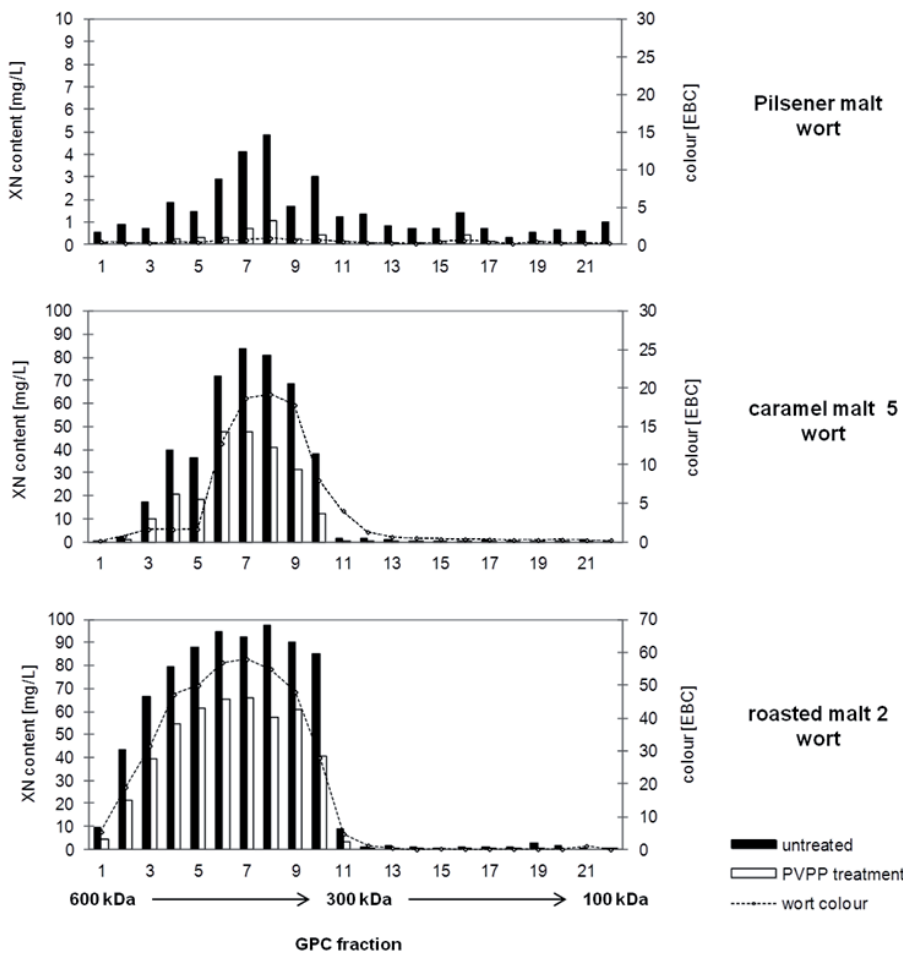 XN content [mg/L]
10
9
8
7
6
5
4
3
2
1
0
30
25
20
15
10
5
0
colour [EBC]
1 3 5 7 9 11 13 15 17 19 21
Pilsener malt
wort
XN content [mg/L]
100
90
80
70
60
50
40
30
20
10
0
30
25
20
15
10
5
0
colour [EBC]
1 3 5 7 9 11 13 15 17 19 21
caramel malt 5
wort
XN content [mg/L]
100
90
80
70
60
50
40
30
20
10
0
70
60
50
40
30
20
10
0
colour [EBC]
1 3 5 7 9 11 13 15 17 19 21
roasted malt 2
wort
600 kDa 300 kDa 100 kDa
GPC fraction
untreated
PVPP treatment
wort colour